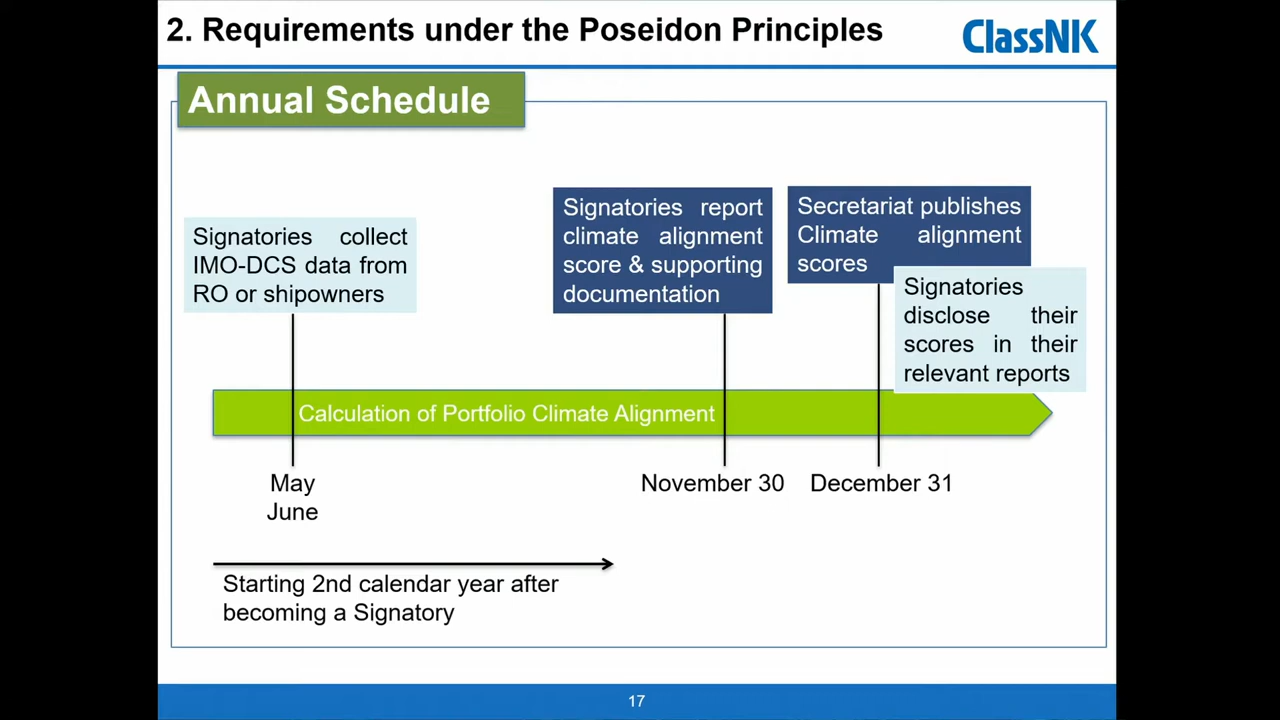 2. Requirements under the Poseidon Principles
ClassNK
Annual Schedule
Signatories collect
IMO-DCS data from
RO or shipowners
Signatories report
climate alignment
score & supporting
documentation
Secretariat publishes
Climate alignment
scores
Signatories
disclose their
scores in their
relevant reports
Calculation of Portfolio Climate Alignment
May
June
November 30
December 31
Starting 2nd calendar year after
becoming a Signatory
17